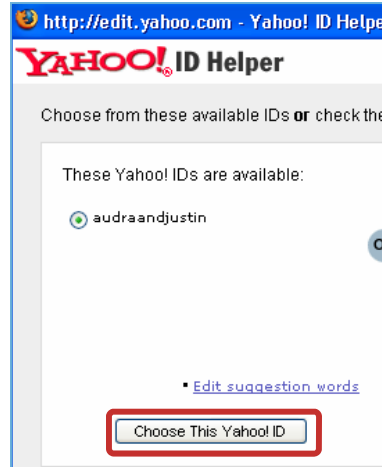 http://edit.yahoo.com - Yahoo! ID Helpe
YAHOO! ID Helper
Choose from these available IDs or check the
These Yahoo! IDs are available:
audraandjustin
Edit suggestion words
Choose This Yahoo! ID